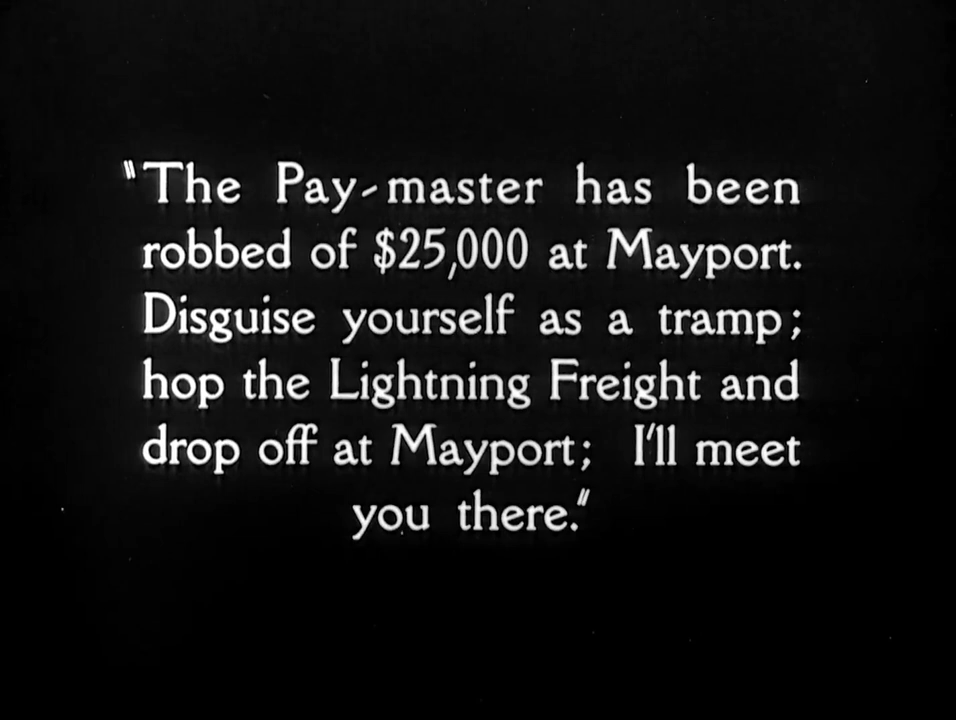 "The Pay-master has been
robbed of $25,000 at Mayport.
Disguise yourself as a tramp;
hop the Lightning Freight and
drop off at Mayport; I'll meet
you there."